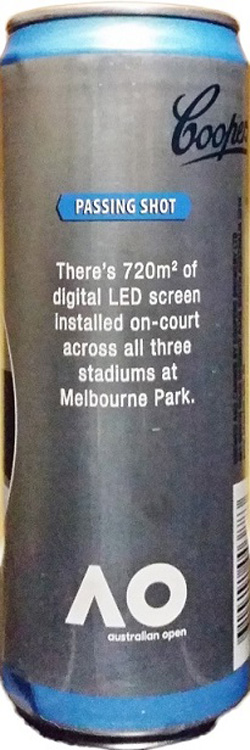 Coope
PASSING SHOT
There's 720m² of
digital LED screen
installed on-court
across all three
stadiums at
Melbourne Park.
AO
australian open